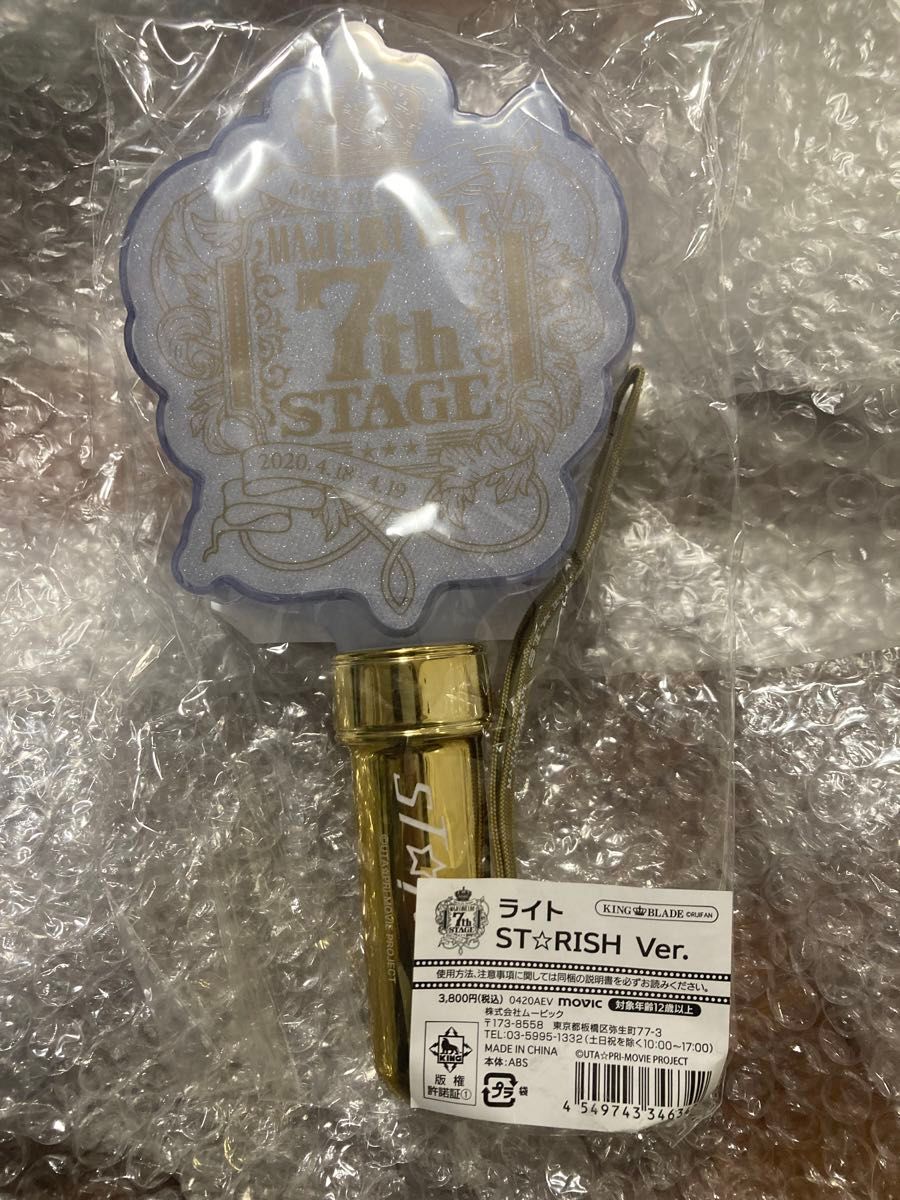 7th
STAGE
2020.4.18 4.19
ST☆
©UTA☆PRI-MOVIE PROJECT
7th
STAGE
ライト
KING BLADE ©RUIFAN
ST☆RISH Ver.
使用方法、注意事項に関しては同梱の説明書を必ずお読みください。
3,800円(税込) 0420AEV movic 対象年齢12歳以上
株式会社ムービック
〒173-8558 東京都板橋区弥生町77-3
TEL:03-5995-1332(土日祝を除く10:00~17:00)
MADE IN CHINA ©UTA☆PRI-MOVIE PROJECT
本体:ABS
KING
版権
許諾証①
プラ 袋
4 549743 3463